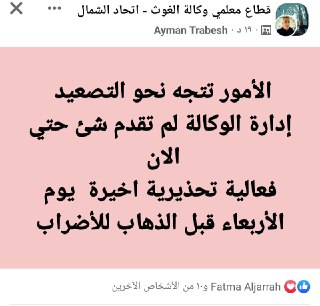 قطاع معلمي وكالة الغوث - اتحاد الشمال
Ayman Trabesh · ١٩ د ·
الأمور تتجه نحو التصعيد
إدارة الوكالة لم تقدم شئ حتي
الان
فعالية تحذيرية اخيرة يوم
الأربعاء قبل الذهاب للأضراب
Fatma Aljarrah و١٠ من الأشخاص الآخرين